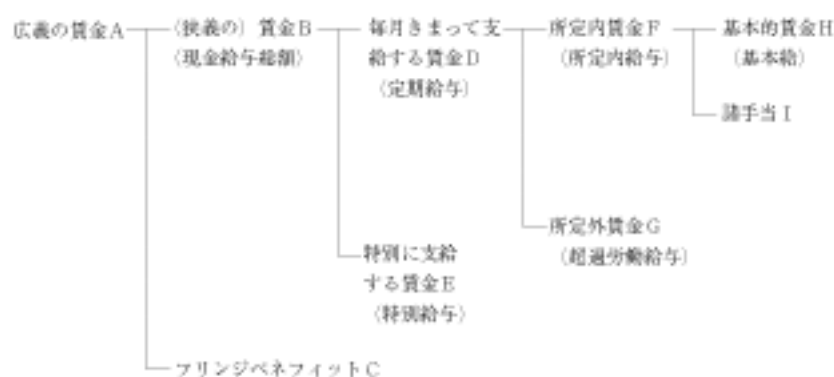 広義の賃金A
(狭義の) 賃金B
(現金給与総額)
毎月きまって支
給する賃金D
(定期給与)
所定内賃金F
(所定内給与)
基本的賃金H
(基本給)
諸手当I
所定外賃金G
(超過労働給与)
特別に支給
する賃金E
(特別給与)
フリンジベネフィットC